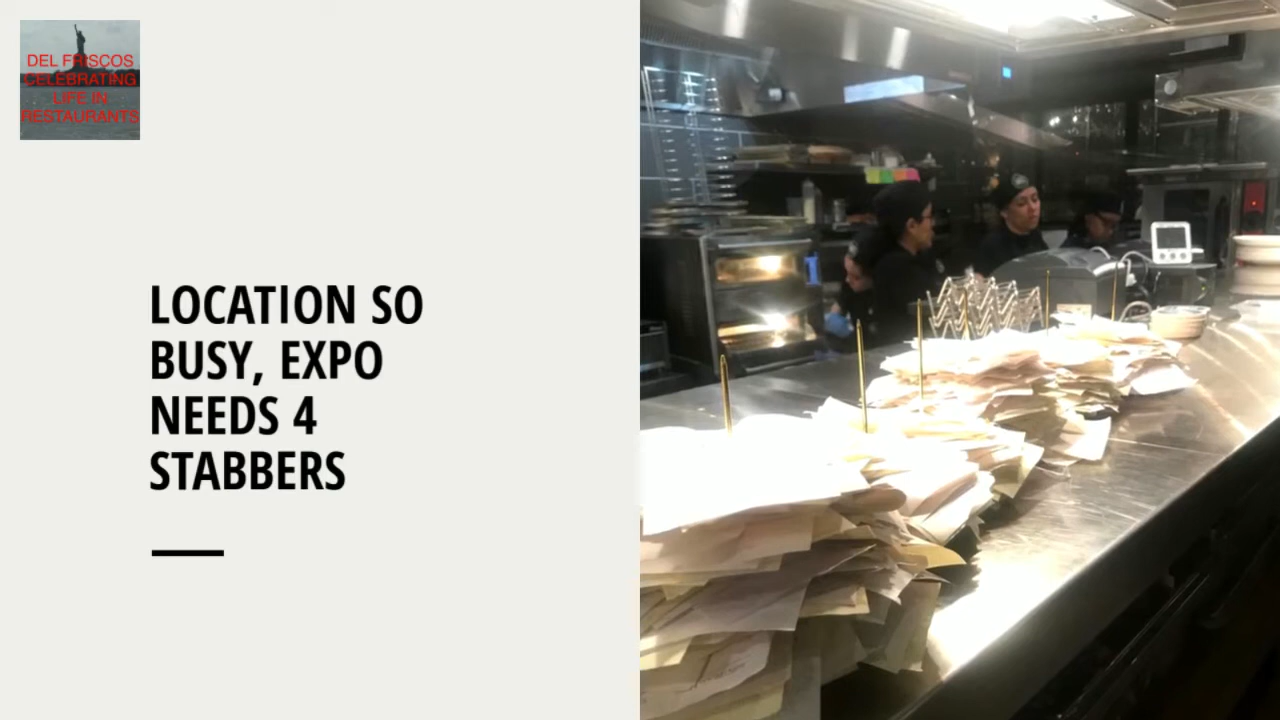 DEL FRISCOS
CELEBRATING
LIFE IN
RESTAURANTS
LOCATION SO
BUSY, EXPO
NEEDS 4
STABBERS